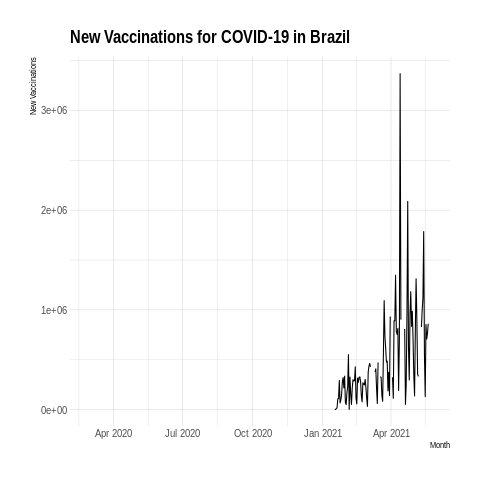 New Vaccinations for COVID-19 in Brazil
New Vaccinations
3e+06
2e+06
1e+06
0e+00
Apr 2020 Jul 2020 Oct 2020 Jan 2021 Apr 2021
Month